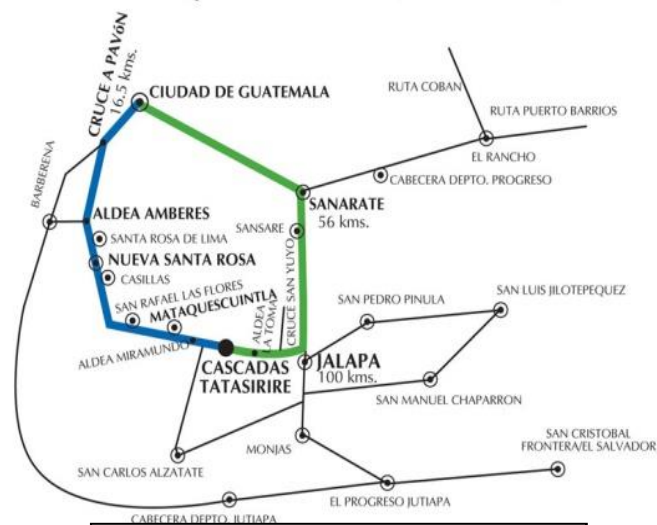 CRUCE A PAVÓN
16.5 kms.
CIUDAD DE GUATEMALA
RUTA COBAN
RUTA PUERTO BARRIOS
EL RANCHO
CABECERA DEPTO. PROGRESO
SANARATE
56 kms.
BARBERENA
ALDEA AMBERES
SANTA ROSA DE LIMA
SANSARE
NUEVA SANTA ROSA
CASILLAS
CRUCE SAN YUYO
SAN RAFAEL LAS FLORES
MATAQUESCUINTLA
ALDEA
LA TOMA
SAN PEDRO PINULA
SAN LUIS JILOTEPEQUEZ
ALDEA MIRAMUNDO
CASCADAS
TATASIRIRE
JALAPA
100 kms.
SAN MANUEL CHAPARRON
MONJAS
SAN CRISTOBAL
FRONTERA/EL SALVADOR
SAN CARLOS ALZATATE
EL PROGRESO JUTIAPA
CABECERA DEPTO. JUTIAPA